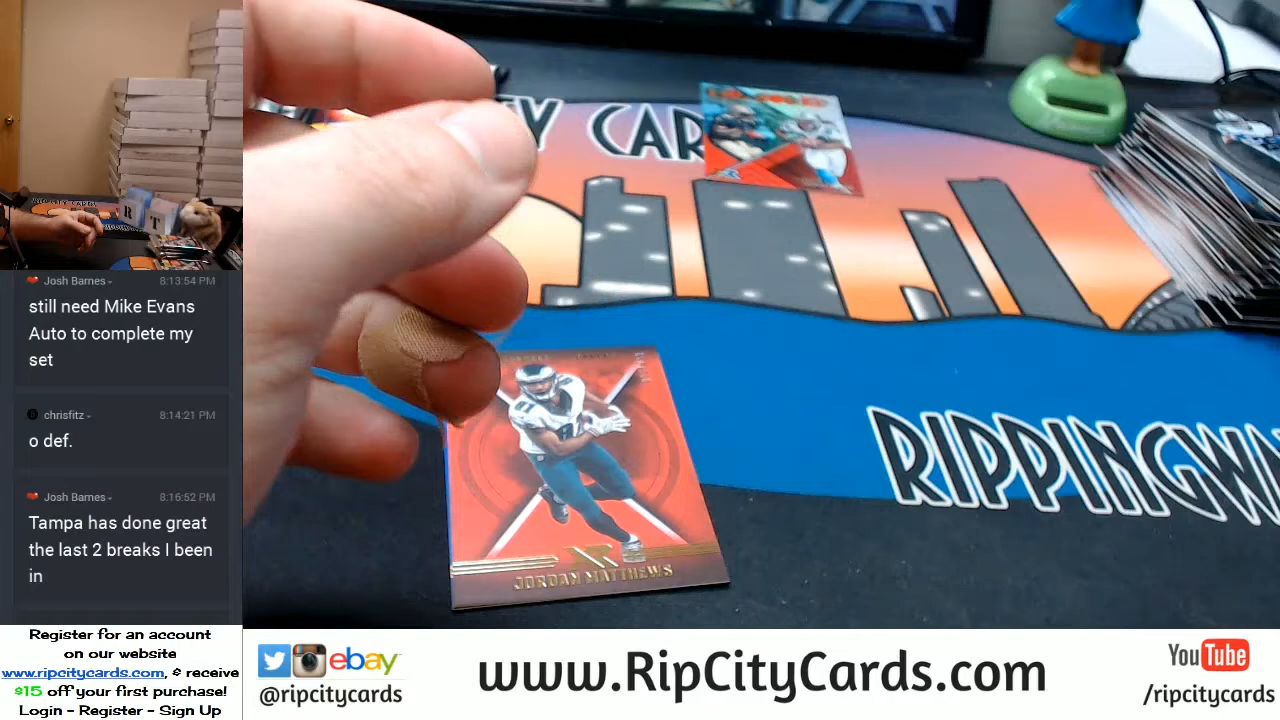 Josh Barnes 8:13:54 PM
still need Mike Evans
Auto to complete my
set
chrisfitz 8:14:21 PM
o def.
Josh Barnes 8:16:52 PM
Tampa has done great
the last 2 breaks I been
in
Register for an account
on our website
www.ripcitycards.com, & receive
$15 off your first purchase!
Login - Register - Sign Up
R T
TY CAR
RIPPINGW
XR
JORDAN MATTHEWS
ebay
@ripcitycards
www.RipCityCards.com
YouTube
/ripcitycards